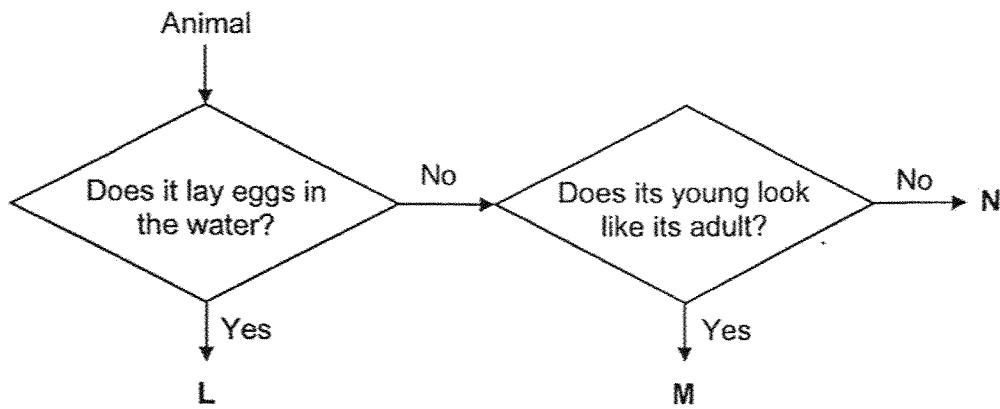 Animal
Does it lay eggs in
the water?
No
Does its young look
like its adult?
No
N
Yes
L
Yes
M